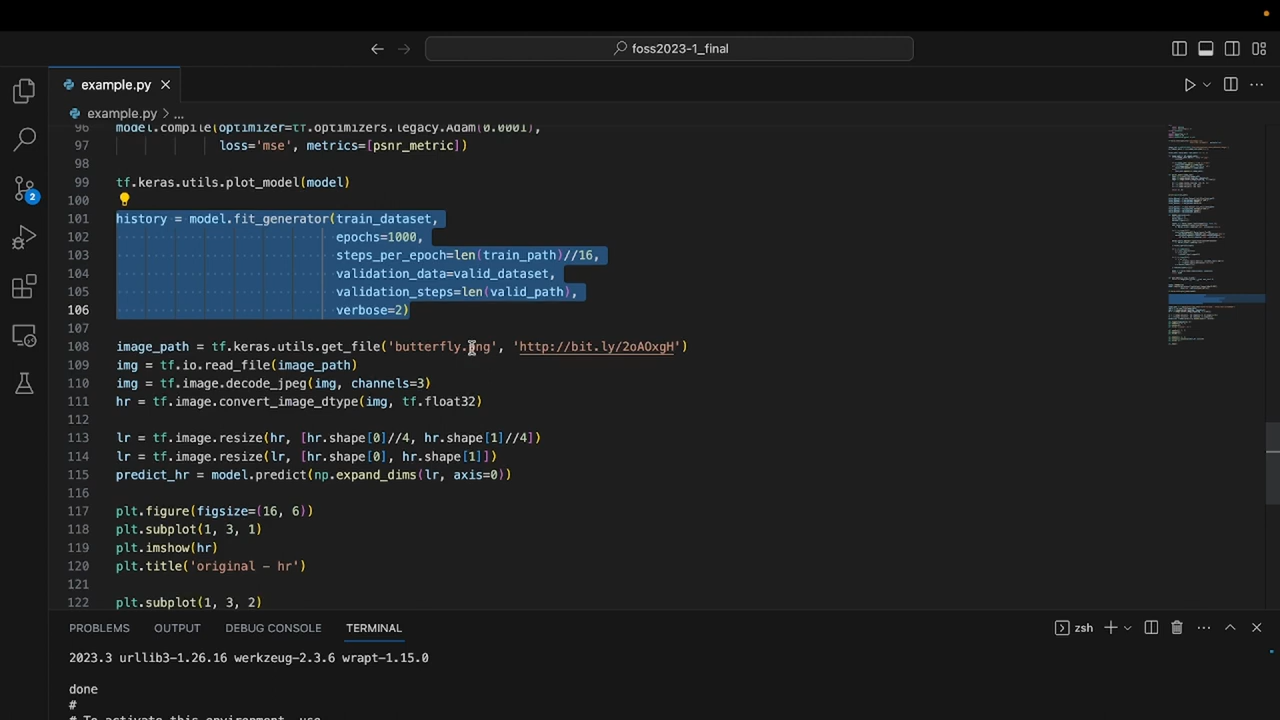 foss2023-1_final
example.py
example.py > ...
96 model.compile(optimizer=tf.optimizers.legacy.Adam(0.0001),
97 loss='mse', metrics=[psnr_metric])
98
99 tf.keras.utils.plot_model(model)
100
101 history = model.fit_generator(train_dataset,
102 epochs=1000,
103 steps_per_epoch=len(train_path)//16,
104 validation_data=valid_dataset,
105 validation_steps=len(valid_path),
106 verbose=2)
107
108 image_path = tf.keras.utils.get_file('butterfly.png', 'http://bit.ly/2oAOxgH')
109 img = tf.io.read_file(image_path)
110 img = tf.image.decode_jpeg(img, channels=3)
111 hr = tf.image.convert_image_dtype(img, tf.float32)
112
113 lr = tf.image.resize(hr, [hr.shape[0]//4, hr.shape[1]//4])
114 lr = tf.image.resize(lr, [hr.shape[0], hr.shape[1]])
115 predict_hr = model.predict(np.expand_dims(lr, axis=0))
116
117 plt.figure(figsize=(16, 6))
118 plt.subplot(1, 3, 1)
119 plt.imshow(hr)
120 plt.title('original - hr')
121
122 plt.subplot(1, 3, 2)
2
PROBLEMS OUTPUT DEBUG CONSOLE TERMINAL zsh
2023.3 urllib3-1.26.16 werkzeug-2.3.6 wrapt-1.15.0
done
#
# To activate this environment, use